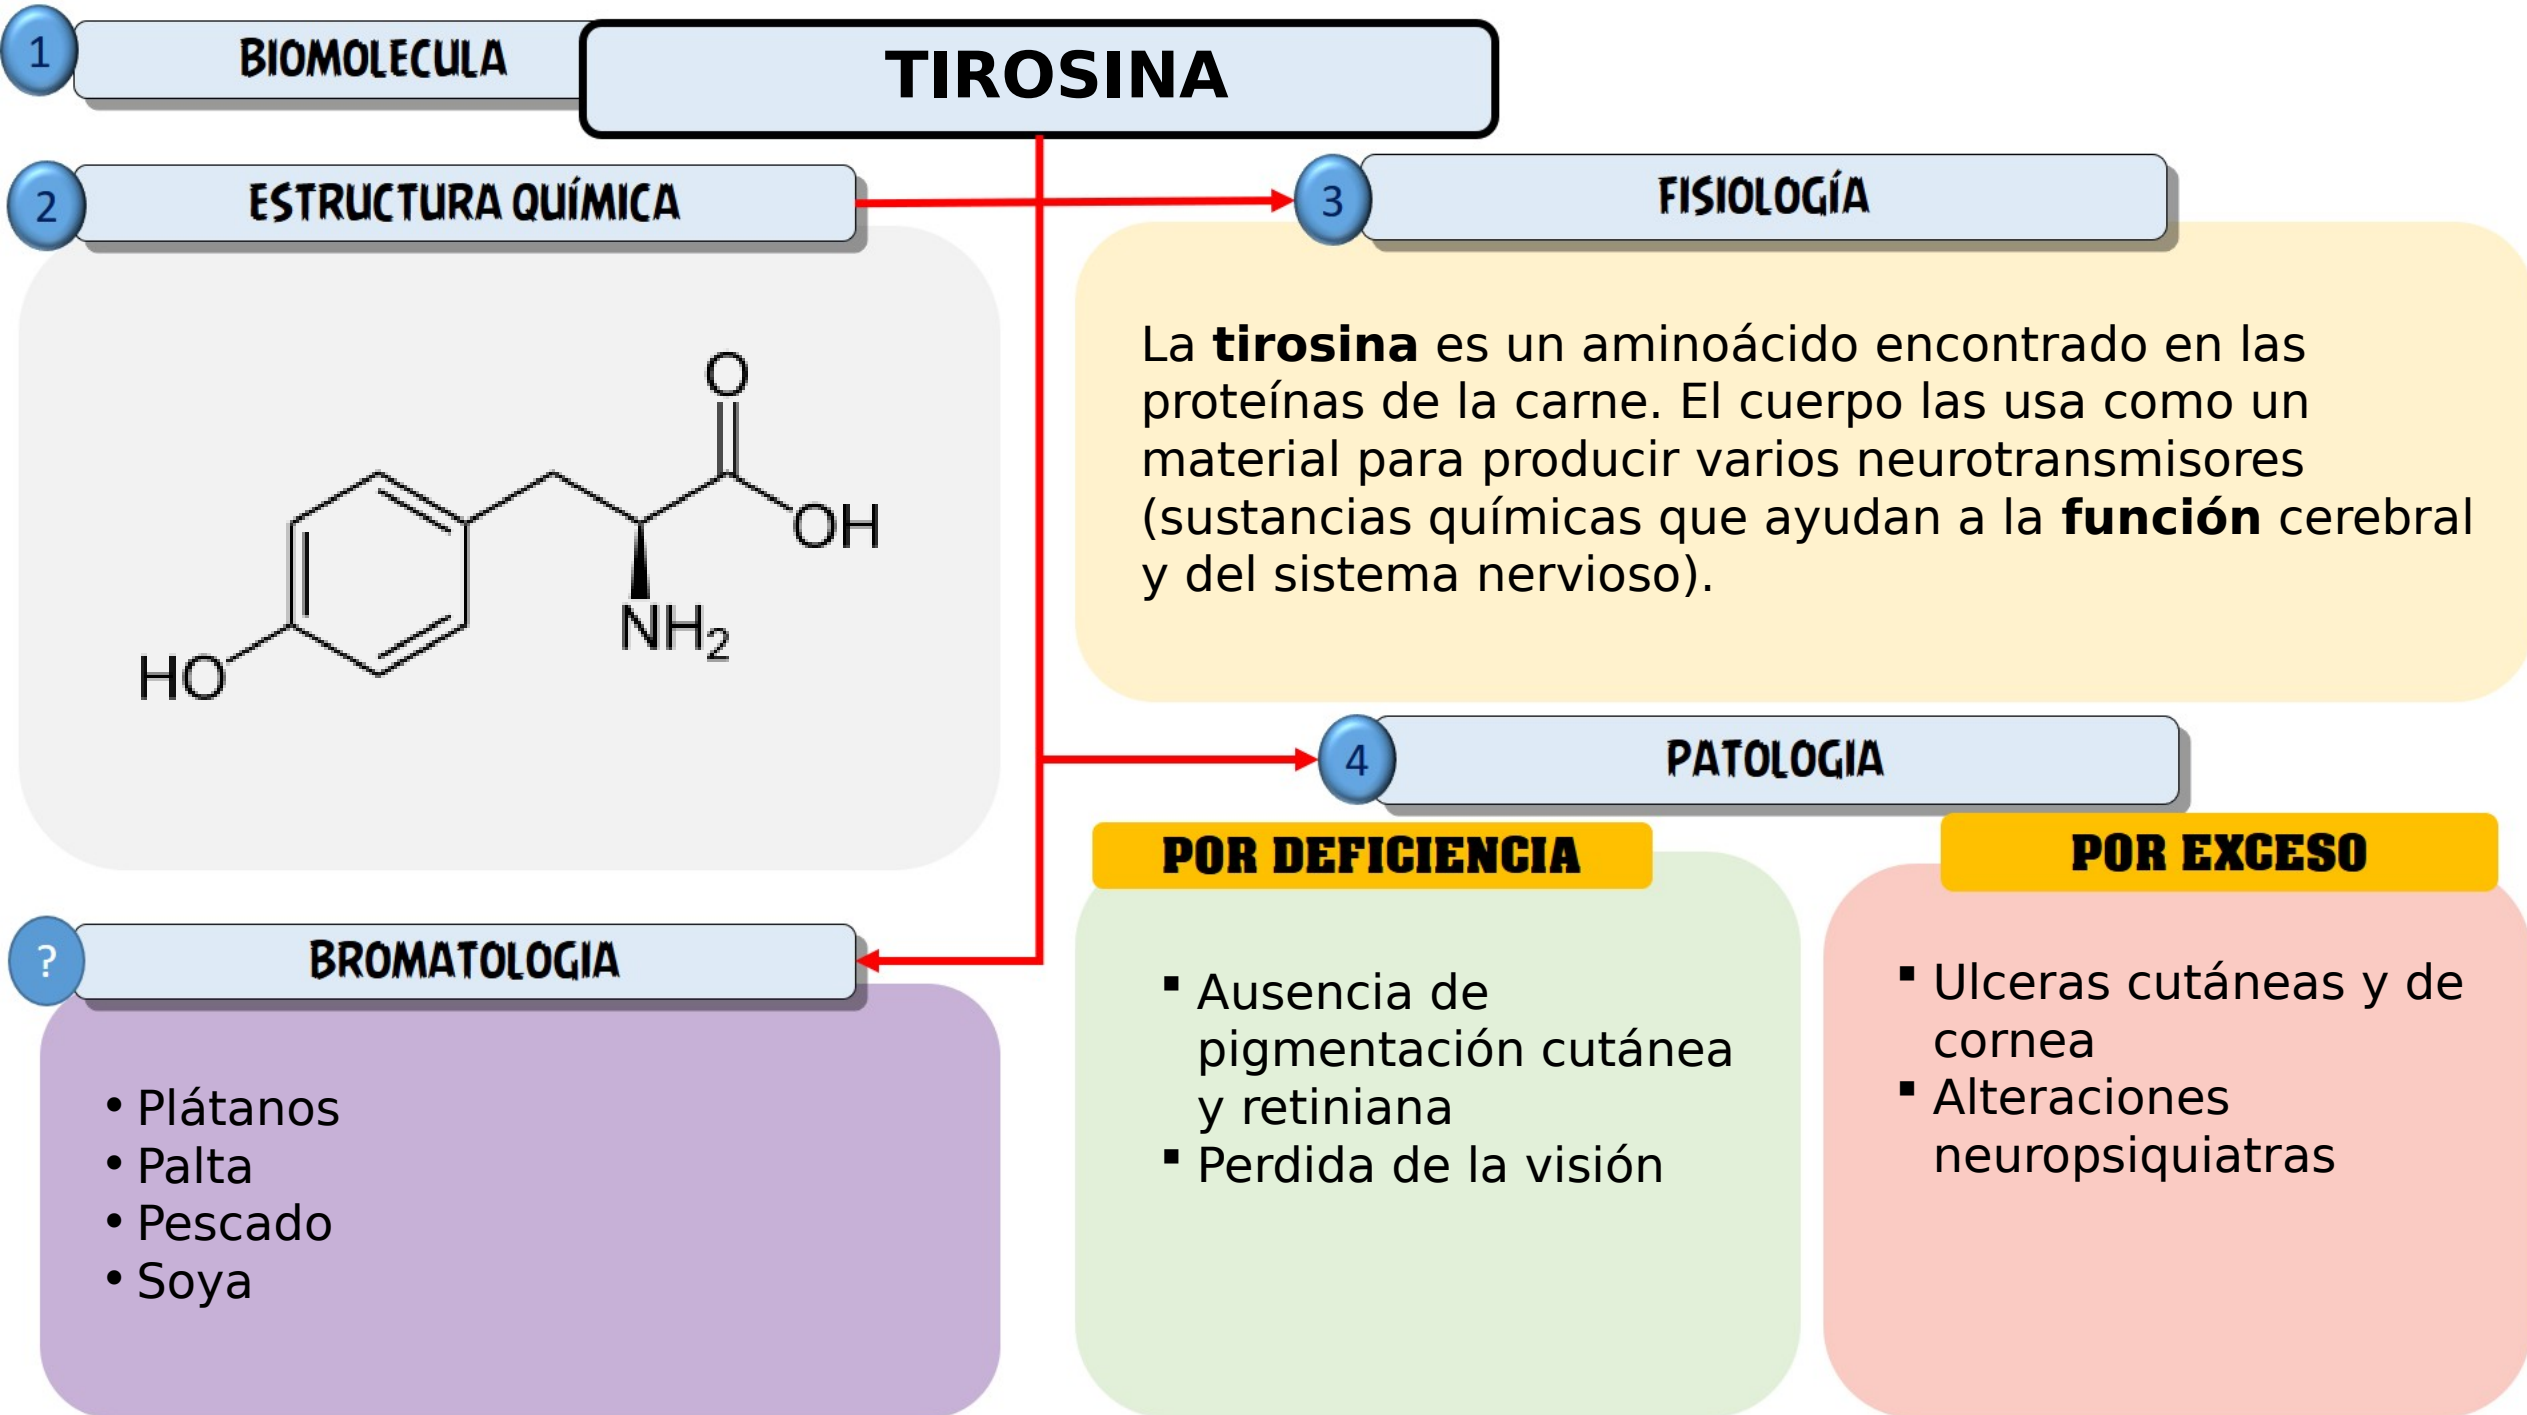 1
BIOMOLECULA
TIROSINA
2
ESTRUCTURA QUÍMICA
O
OH
NH2
HO
3
FISIOLOGÍA
La tirosina es un aminoácido encontrado en las
proteínas de la carne. El cuerpo las usa como un
material para producir varios neurotransmisores
(sustancias químicas que ayudan a la función cerebral
y del sistema nervioso).
4
PATOLOGIA
POR DEFICIENCIA
▪ Ausencia de
pigmentación cutánea
y retiniana
▪ Perdida de la visión
POR EXCESO
▪ Ulceras cutáneas y de
cornea
▪ Alteraciones
neuropsiquiatras
?
BROMATOLOGIA
• Plátanos
• Palta
• Pescado
• Soya